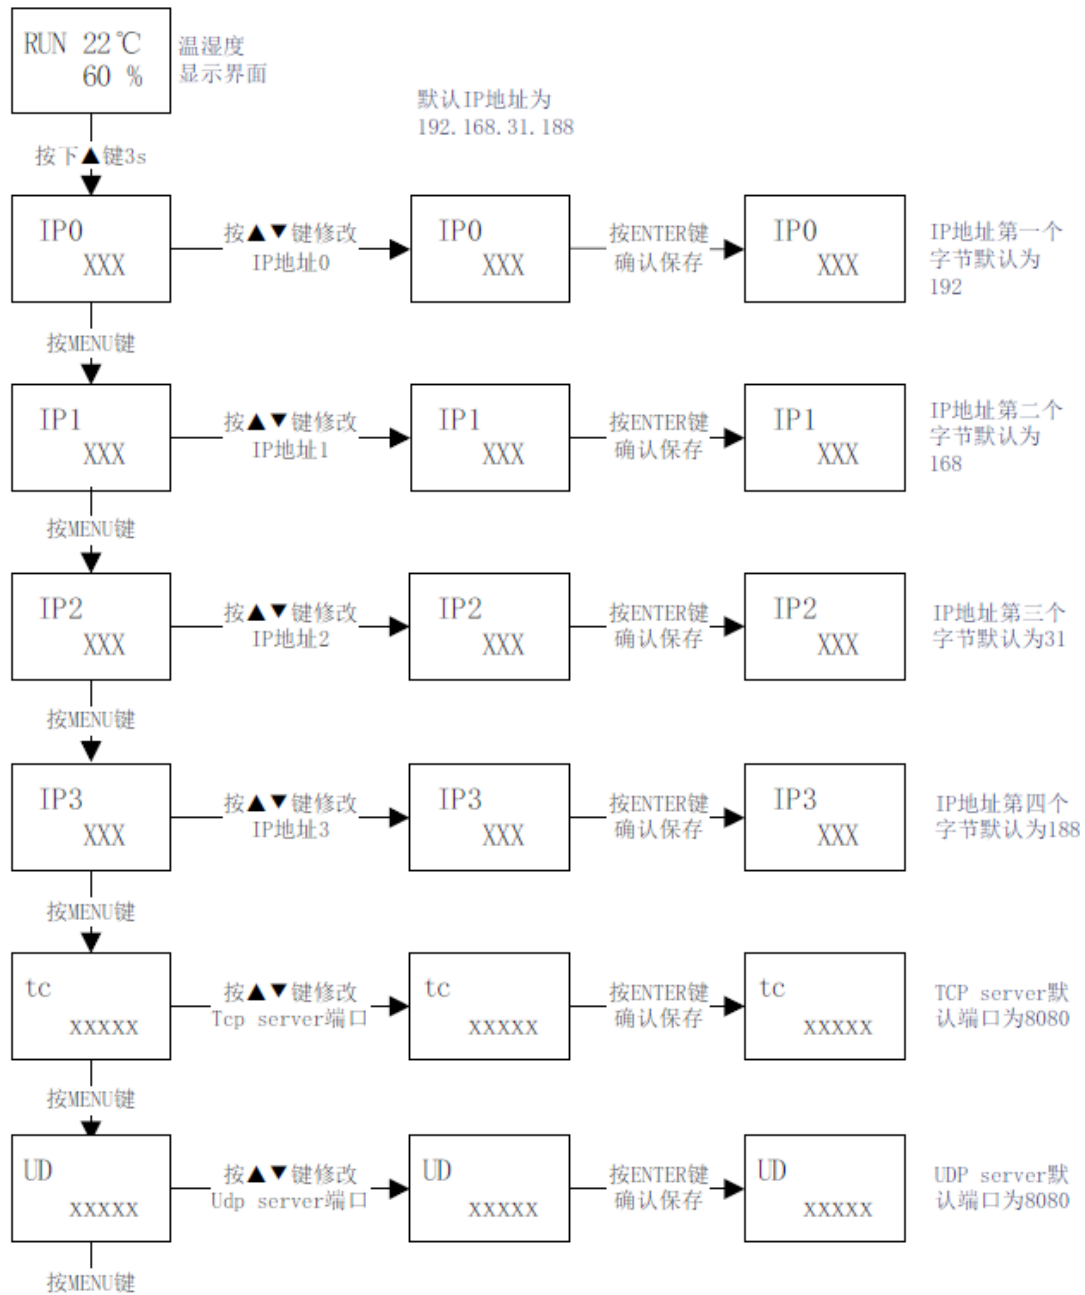 RUN 22℃
60 %
温湿度
显示界面
默认IP地址为
192.168.31.188
按下▲键3s
IP0
XXX
按▲▼键修改
IP地址0
IP0
XXX
按ENTER键
确认保存
IP0
XXX
IP地址第一个
字节默认为
192
按MENU键
IP1
XXX
按▲▼键修改
IP地址1
IP1
XXX
按ENTER键
确认保存
IP1
XXX
IP地址第二个
字节默认为
168
按MENU键
IP2
XXX
按▲▼键修改
IP地址2
IP2
XXX
按ENTER键
确认保存
IP2
XXX
IP地址第三个
字节默认为31
按MENU键
IP3
XXX
按▲▼键修改
IP地址3
IP3
XXX
按ENTER键
确认保存
IP3
XXX
IP地址第四个
字节默认为188
按MENU键
tc
xxxxx
按▲▼键修改
Tcp server端口
tc
xxxxx
按ENTER键
确认保存
tc
xxxxx
TCP server默
认端口为8080
按MENU键
UD
xxxxx
按▲▼键修改
Udp server端口
UD
xxxxx
按ENTER键
确认保存
UD
xxxxx
UDP server默
认端口为8080
按MENU键